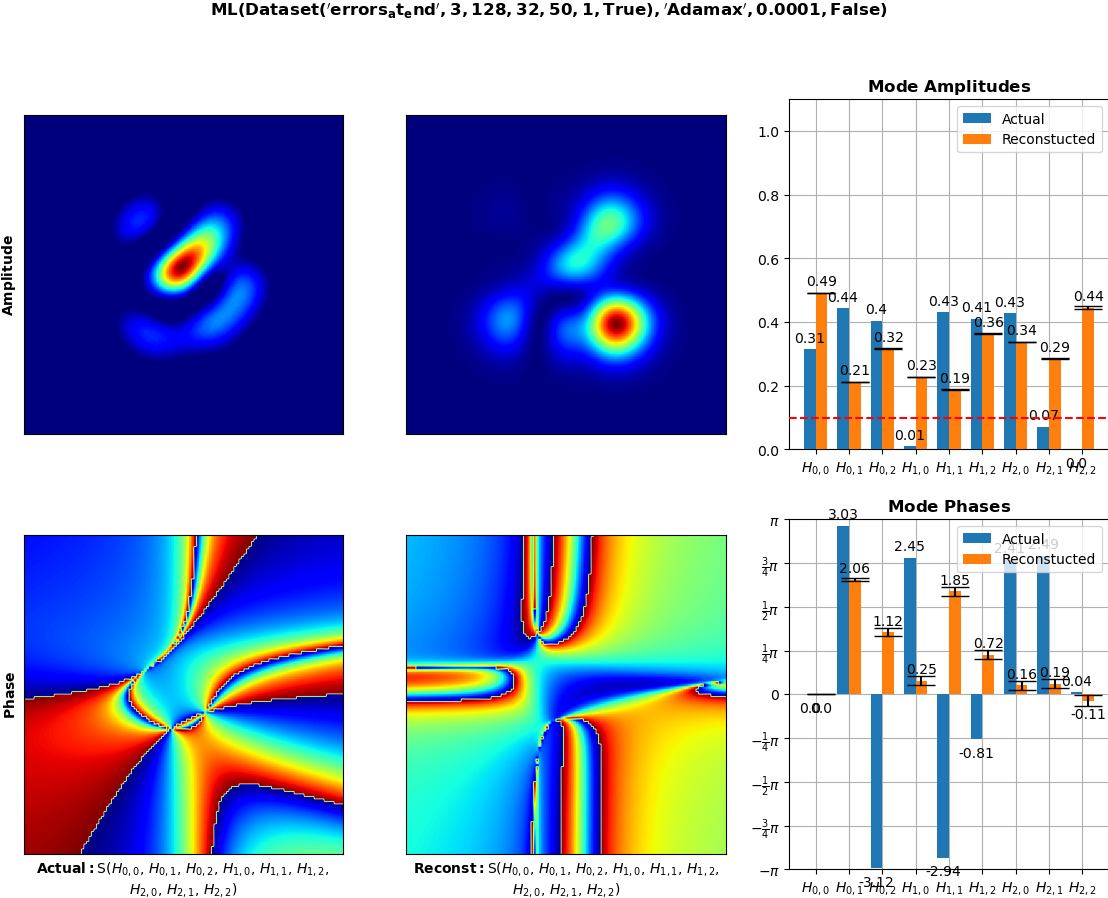 ML(Dataset('errors_at_end', 3, 128, 32, 50, 1, True), 'Adamax', 0.0001, False)
Mode Amplitudes
Actual
Reconstucted
1.0
0.8
0.6
0.4
0.2
0.0
0.31 0.49 0.44 0.21 0.4 0.32 0.01 0.23 0.43 0.19 0.41 0.36 0.43 0.34 0.07 0.29 0.0 0.44
H0,0 H0,1 H0,2 H1,0 H1,1 H1,2 H2,0 H2,1 H2,2
Amplitude
Mode Phases
Actual
Reconstucted
π
3/4π
1/2π
1/4π
0
−1/4π
−1/2π
−3/4π
−π
0.0 0.0 3.03 2.06 -3.12 1.12 2.45 0.25 -2.94 1.85 -0.81 0.72 2.41 0.16 2.49 0.19 0.04 -0.11
H0,0 H0,1 H0,2 H1,0 H1,1 H1,2 H2,0 H2,1 H2,2
Phase
Actual: S(H0,0, H0,1, H0,2, H1,0, H1,1, H1,2,
H2,0, H2,1, H2,2)
Reconst: S(H0,0, H0,1, H0,2, H1,0, H1,1, H1,2,
H2,0, H2,1, H2,2)